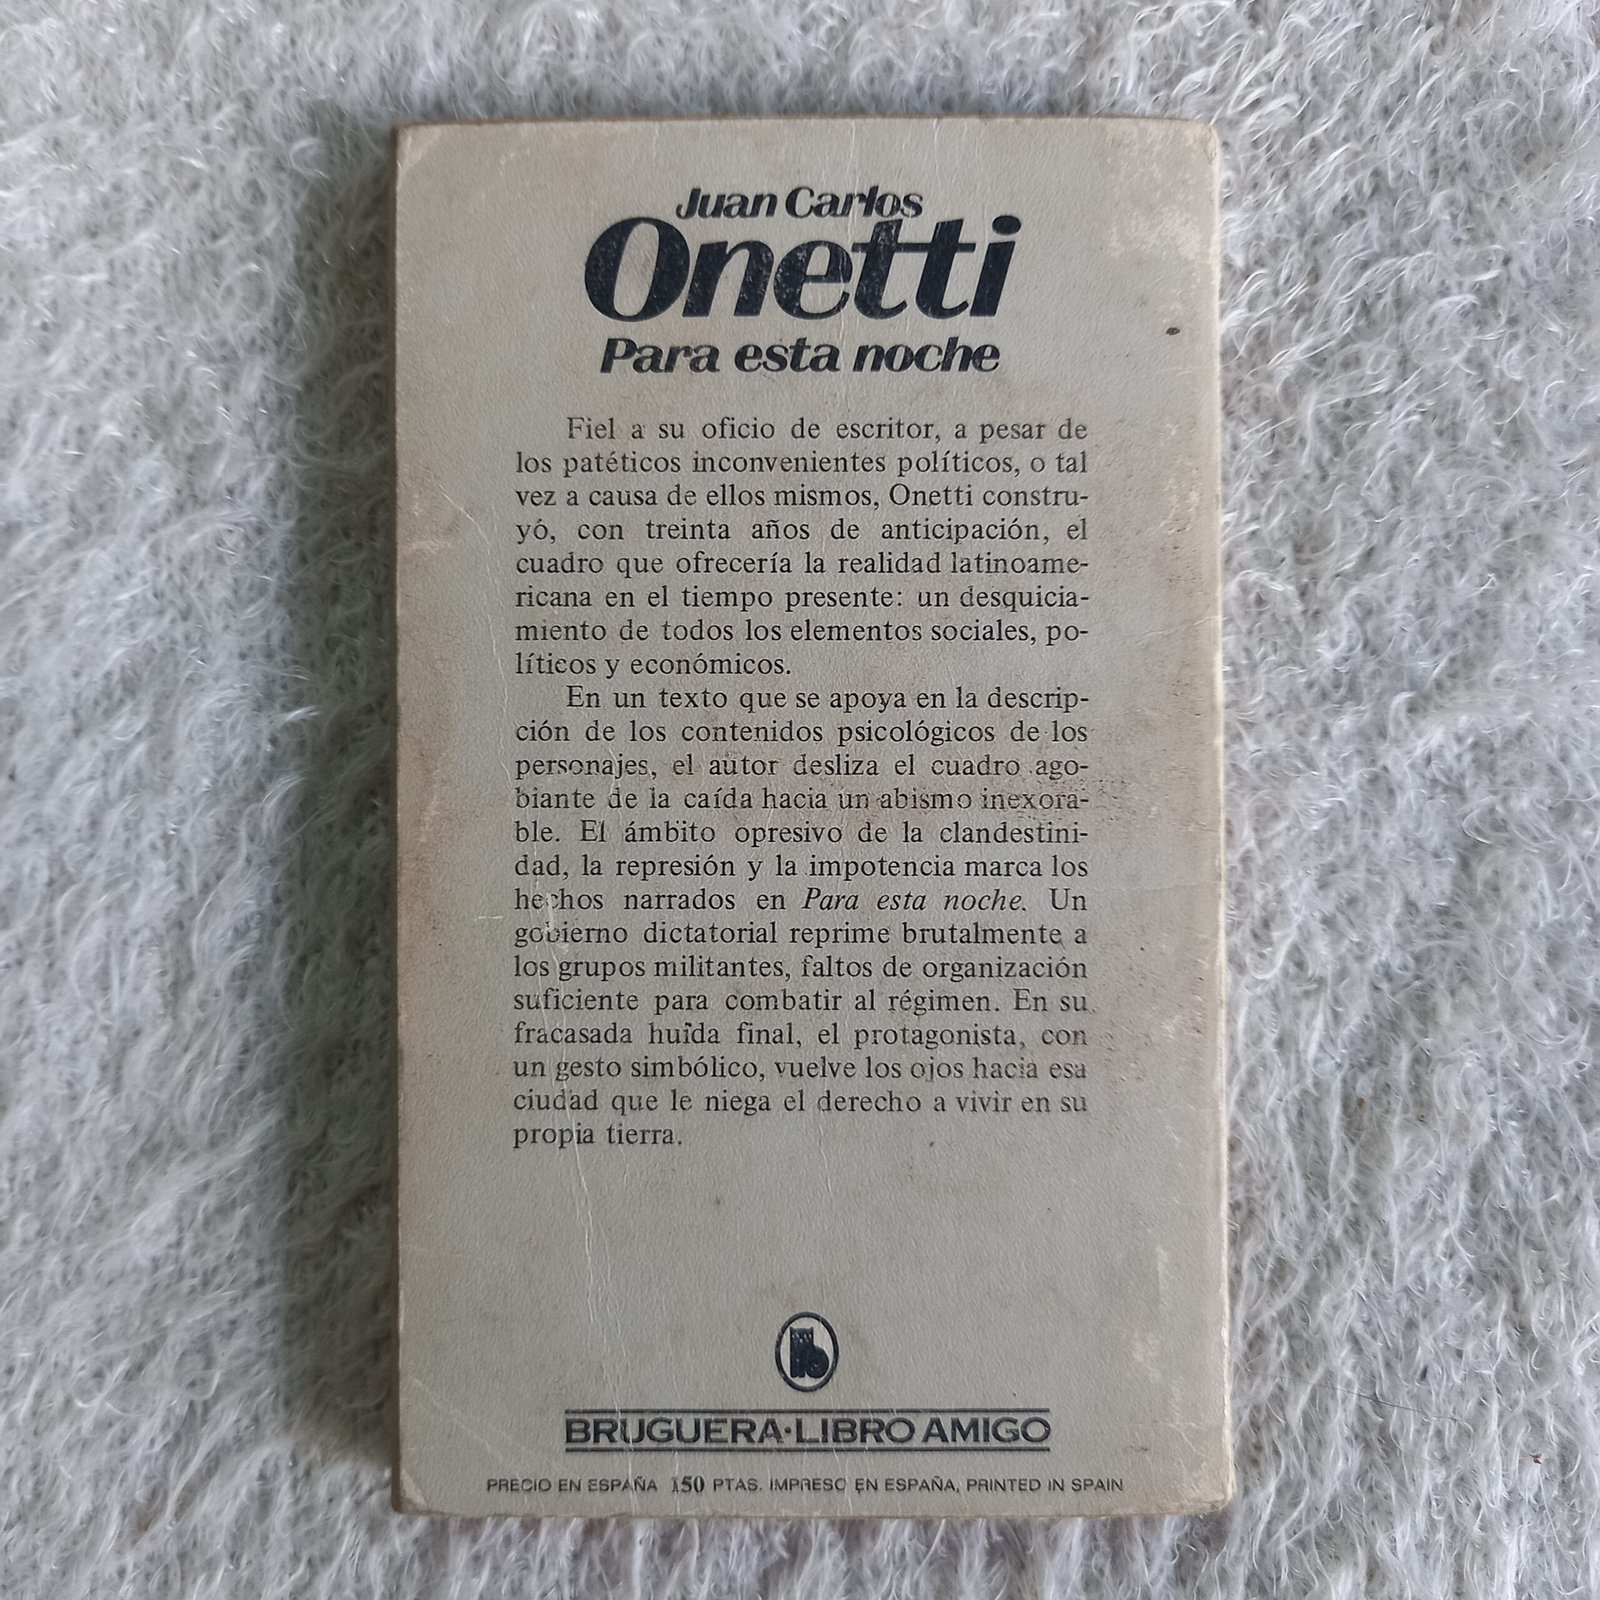 Juan Carlos
Onetti
Para esta noche
Fiel a su oficio de escritor, a pesar de
los patéticos inconvenientes políticos, o tal
vez a causa de ellos mismos, Onetti constru-
yó, con treinta años de anticipación, el
cuadro que ofrecería la realidad latinoame-
ricana en el tiempo presente: un desquicia-
miento de todos los elementos sociales, po-
líticos y económicos.
En un texto que se apoya en la descrip-
ción de los contenidos psicológicos de los
personajes, el autor desliza el cuadro ago-
biante de la caída hacia un abismo inexora-
ble. El ámbito opresivo de la clandestini-
dad, la represión y la impotencia marca los
hechos narrados en Para esta noche. Un
gobierno dictatorial reprime brutalmente a
los grupos militantes, faltos de organización
suficiente para combatir al régimen. En su
fracasada huida final, el protagonista, con
un gesto simbólico, vuelve los ojos hacia esa
ciudad que le niega el derecho a vivir en su
propia tierra.
BRUGUERA·LIBRO AMIGO
PRECIO EN ESPAÑA 150 PTAS. IMPRESO EN ESPAÑA, PRINTED IN SPAIN